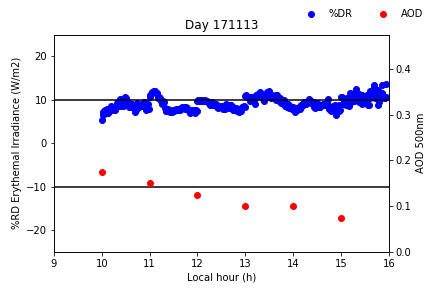 %DR AOD
Day 171113
%RD Erythemal Irradiance (W/m2)
20
10
0
−10
−20
0.4
0.3
0.2
0.1
0.0
AOD 500nm
9 10 11 12 13 14 15 16
Local hour (h)